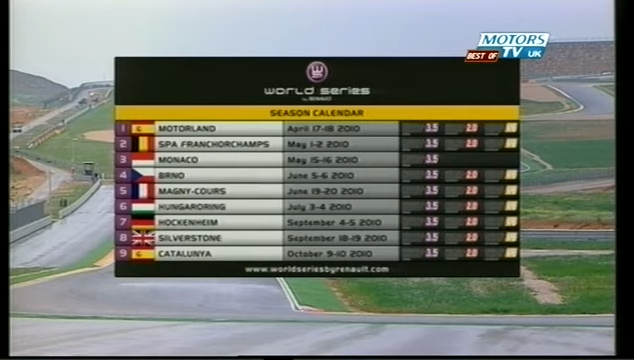 MOTORS
BEST OF TV UK
WORLD SERIES
by RENAULT
SEASON CALENDAR
1 MOTORLAND April 17-18 2010 3.5 2.0
2 SPA FRANCHORCHAMPS May 1-2 2010 3.5 2.0
3 MONACO May 15-16 2010 3.5
4 BRNO June 5-6 2010 3.5 2.0
5 MAGNY-COURS June 19-20 2010 3.5 2.0
6 HUNGARORING July 3-4 2010 3.5 2.0
7 HOCKENHEIM September 4-5 2010 3.5 2.0
8 SILVERSTONE September 18-19 2010 3.5 2.0
9 CATALUNYA October 9-10 2010 3.5 2.0
www.worldseriesbyrenault.com